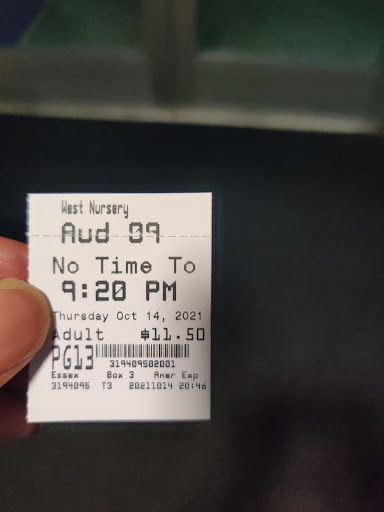 West Nursery
Aud 09
No Time To
9:20 PM
Thursday Oct 14, 2021
Adult $11.50
PG13 319409502001
Essex Box 3 Amer Exp
3194095 T3 20211014 20:46